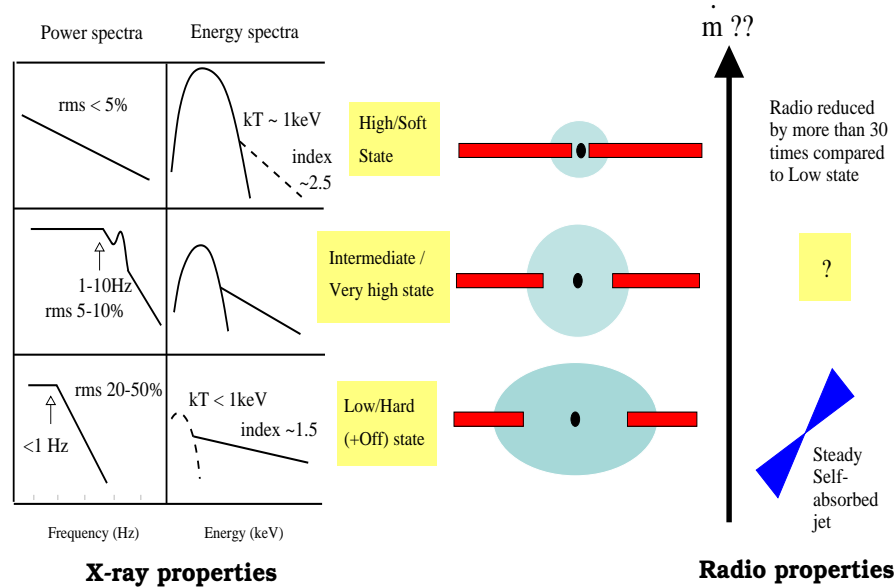 Power spectra
Energy spectra
ṁ ??
rms < 5%
kT ~ 1keV
index
~2.5
High/Soft
State
Radio reduced
by more than 30
times compared
to Low state
1-10Hz
rms 5-10%
Intermediate /
Very high state
?
rms 20-50%
<1 Hz
kT < 1keV
index ~1.5
Low/Hard
(+Off) state
Steady
Self-
absorbed
jet
Frequency (Hz)
Energy (keV)
X-ray properties
Radio properties